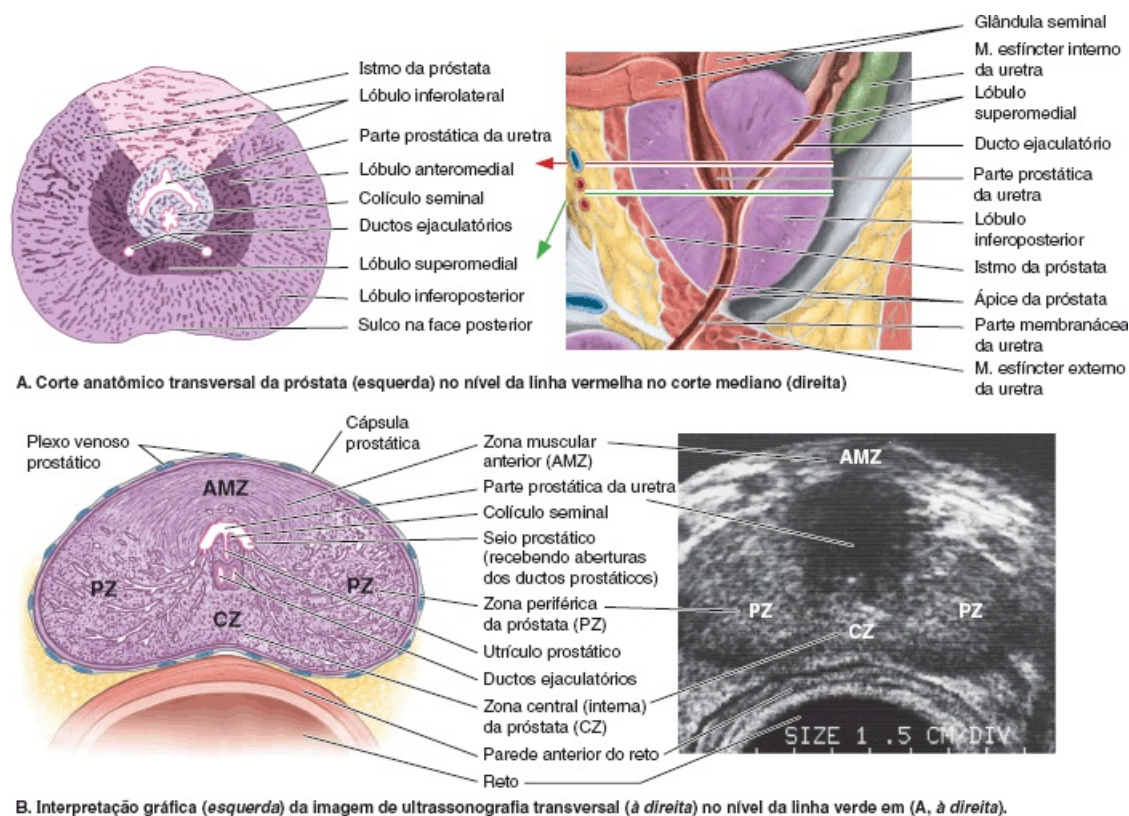 Istmo da próstata
Lóbulo inferolateral
Parte prostática da uretra
Lóbulo anteromedial
Colículo seminal
Ductos ejaculatórios
Lóbulo superomedial
Lóbulo inferoposterior
Sulco na face posterior
Glândula seminal
M. esfíncter interno
da uretra
Lóbulo
superomedial
Ducto ejaculatório
Parte prostática
da uretra
Lóbulo
inferoposterior
Istmo da próstata
Ápice da próstata
Parte membranácea
da uretra
M. esfíncter externo
da uretra
A. Corte anatômico transversal da próstata (esquerda) no nível da linha vermelha no corte mediano (direita)
Plexo venoso
prostático
Cápsula
prostática
AMZ
PZ
PZ
CZ
Zona muscular
anterior (AMZ)
Parte prostática da uretra
Colículo seminal
Seio prostático
(recebendo aberturas
dos ductos prostáticos)
Zona periférica
da próstata (PZ)
Utrículo prostático
Ductos ejaculatórios
Zona central (interna)
da próstata (CZ)
Parede anterior do reto
Reto
AMZ
PZ
PZ
CZ
SIZE 1 .5 CM/DIV
B. Interpretação gráfica (esquerda) da imagem de ultrassonografia transversal (à direita) no nível da linha verde em (A, à direita).